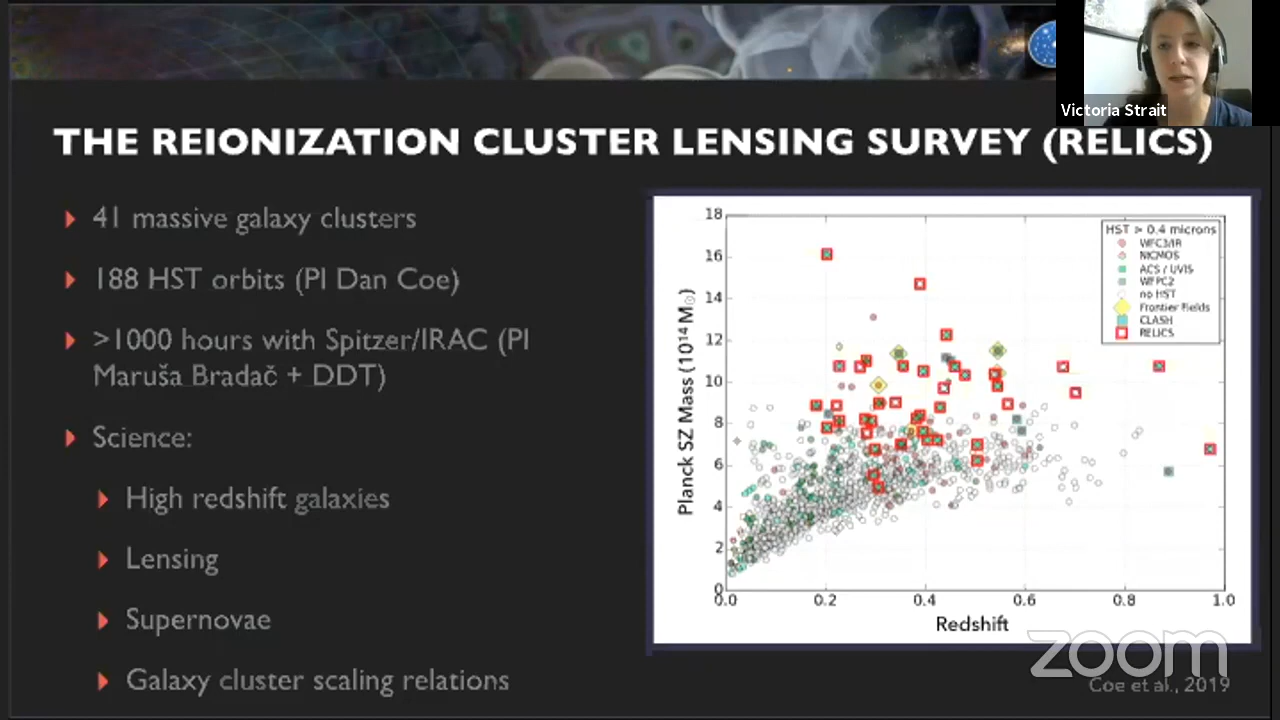 Victoria Strait
THE REIONIZATION CLUSTER LENSING SURVEY (RELICS)
41 massive galaxy clusters
188 HST orbits (PI Dan Coe)
>1000 hours with Spitzer/IRAC (PI
Maruša Bradač + DDT)
Science:
High redshift galaxies
Lensing
Supernovae
Galaxy cluster scaling relations
18
16
14
12
10
8
6
4
2
0
Planck SZ Mass (10¹⁴ M☉)
HST > 0.4 microns
WFC3/IR
NICMOS
ACS / UVIS
WFPC2
no HST
Frontier Fields
CLASH
RELICS
0.0 0.2 0.4 0.6 0.8 1.0
Redshift
zoom
Coe et al., 2019